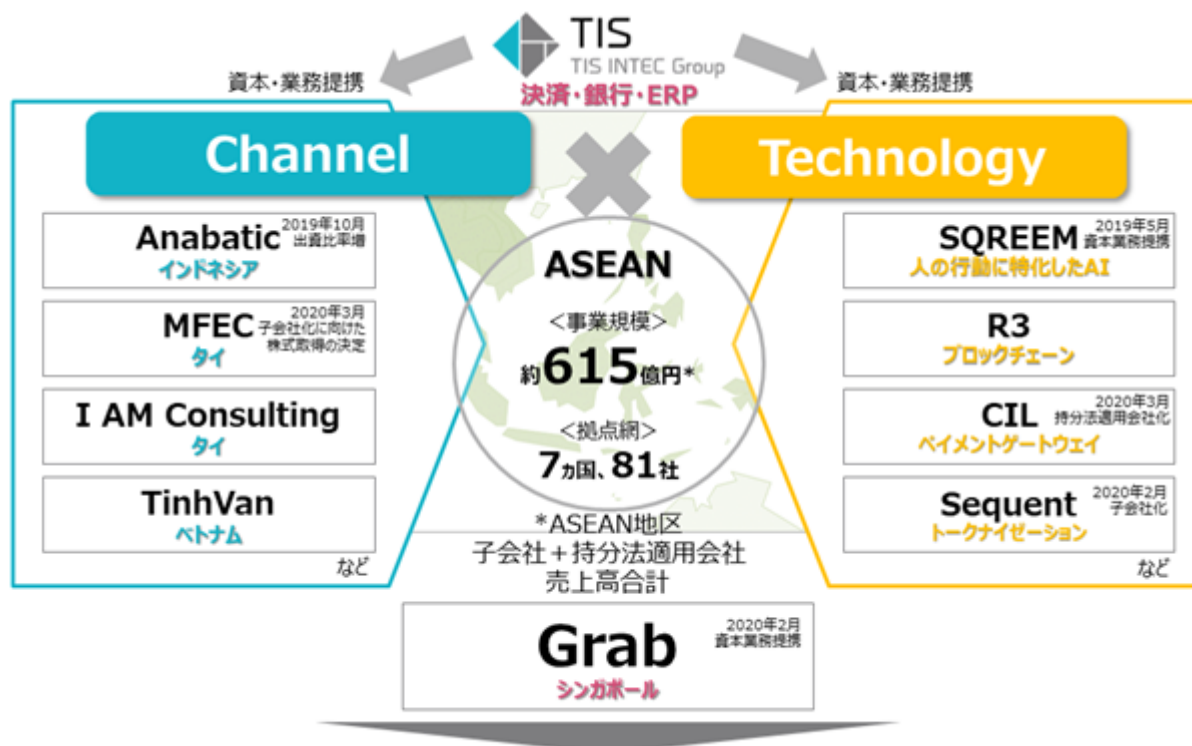 TIS
TIS INTEC Group
決済・銀行・ERP
資本・業務提携
資本・業務提携
Channel
Technology
Anabatic
2019年10月
出資比率増
インドネシア
MFEC
2020年3月
子会社化に向けた
株式取得の決定
タイ
I AM Consulting
タイ
TinhVan
ベトナム
など
ASEAN
<事業規模>
約615億円*
<拠点網>
7ヵ国、81社
*ASEAN地区
子会社+持分法適用会社
売上高合計
SQREEM
2019年5月
資本業務提携
人の行動に特化したAI
R3
ブロックチェーン
CIL
2020年3月
持分法適用会社化
ペイメントゲートウェイ
Sequent
2020年2月
子会社化
トークナイゼーション
など
Grab
2020年2月
資本業務提携
シンガポール